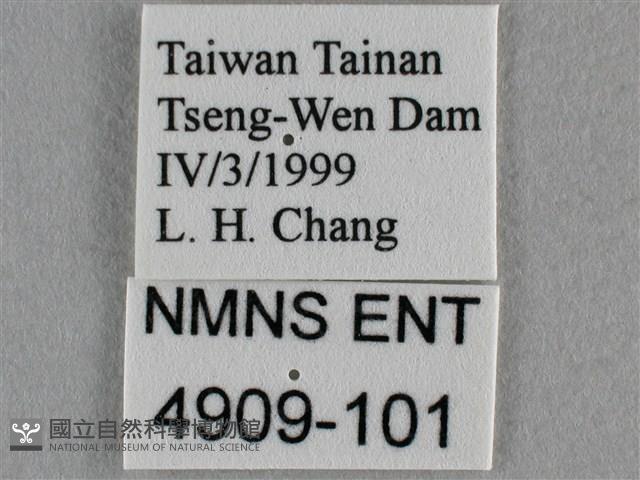 Taiwan Tainan
Tseng-Wen Dam
IV/3/1999
L. H. Chang
NMNS ENT
4909-101
國立自然科學博物館
NATIONAL MUSEUM OF NATURAL SCIENCE